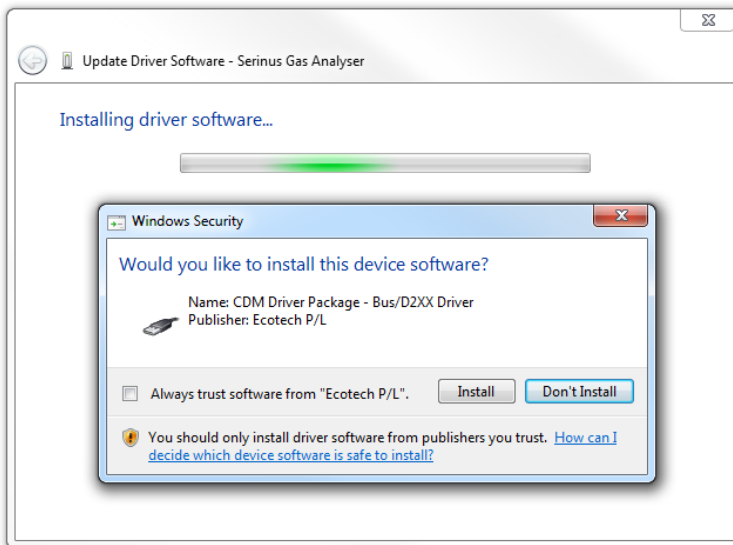 Update Driver Software - Serinus Gas Analyser
Installing driver software...
Windows Security
Would you like to install this device software?
Name: CDM Driver Package - Bus/D2XX Driver
Publisher: Ecotech P/L
Always trust software from "Ecotech P/L".
Install
Don't Install
You should only install driver software from publishers you trust. How can I
decide which device software is safe to install?